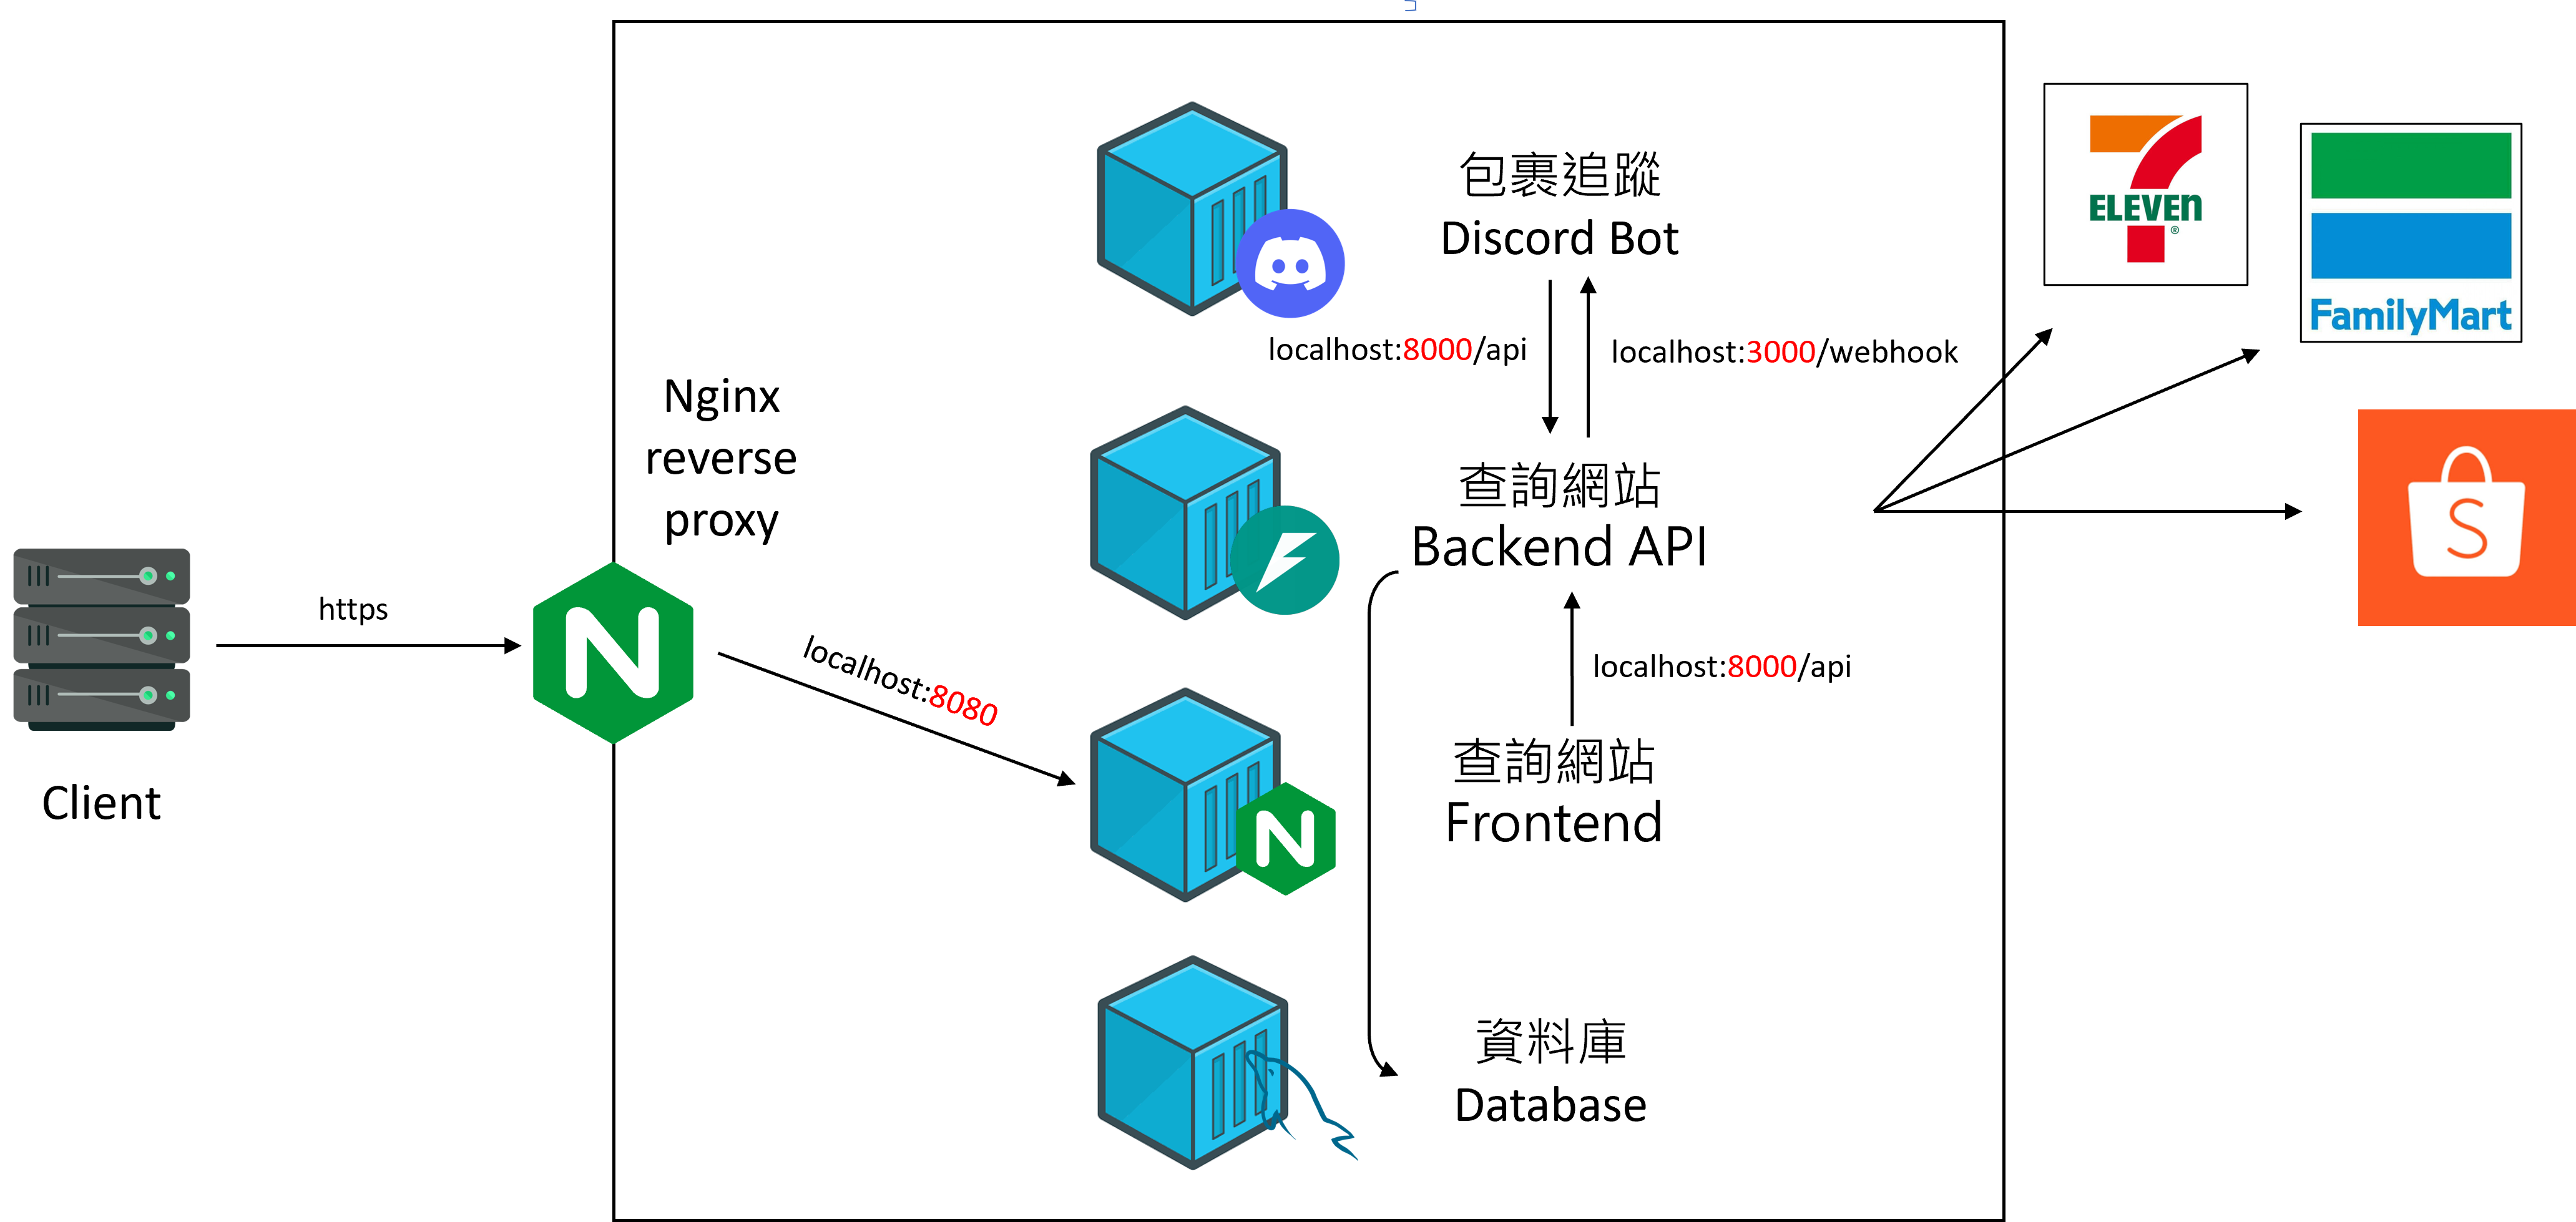 Client
https
Nginx
reverse
proxy
localhost:8080
包裹追蹤
Discord Bot
localhost:8000/api
localhost:3000/webhook
查詢網站
Backend API
localhost:8000/api
查詢網站
Frontend
資料庫
Database
ELEVEn
®
FamilyMart
S